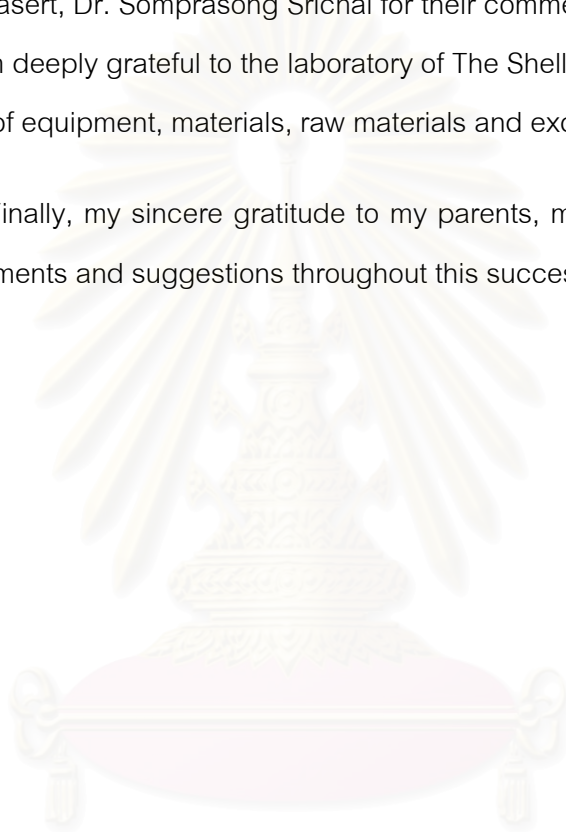 asert, Dr. Somprasong Srichai for their comme
n deeply grateful to the laboratory of The Shell
of equipment, materials, raw materials and exc
Finally, my sincere gratitude to my parents, m
ments and suggestions throughout this succes